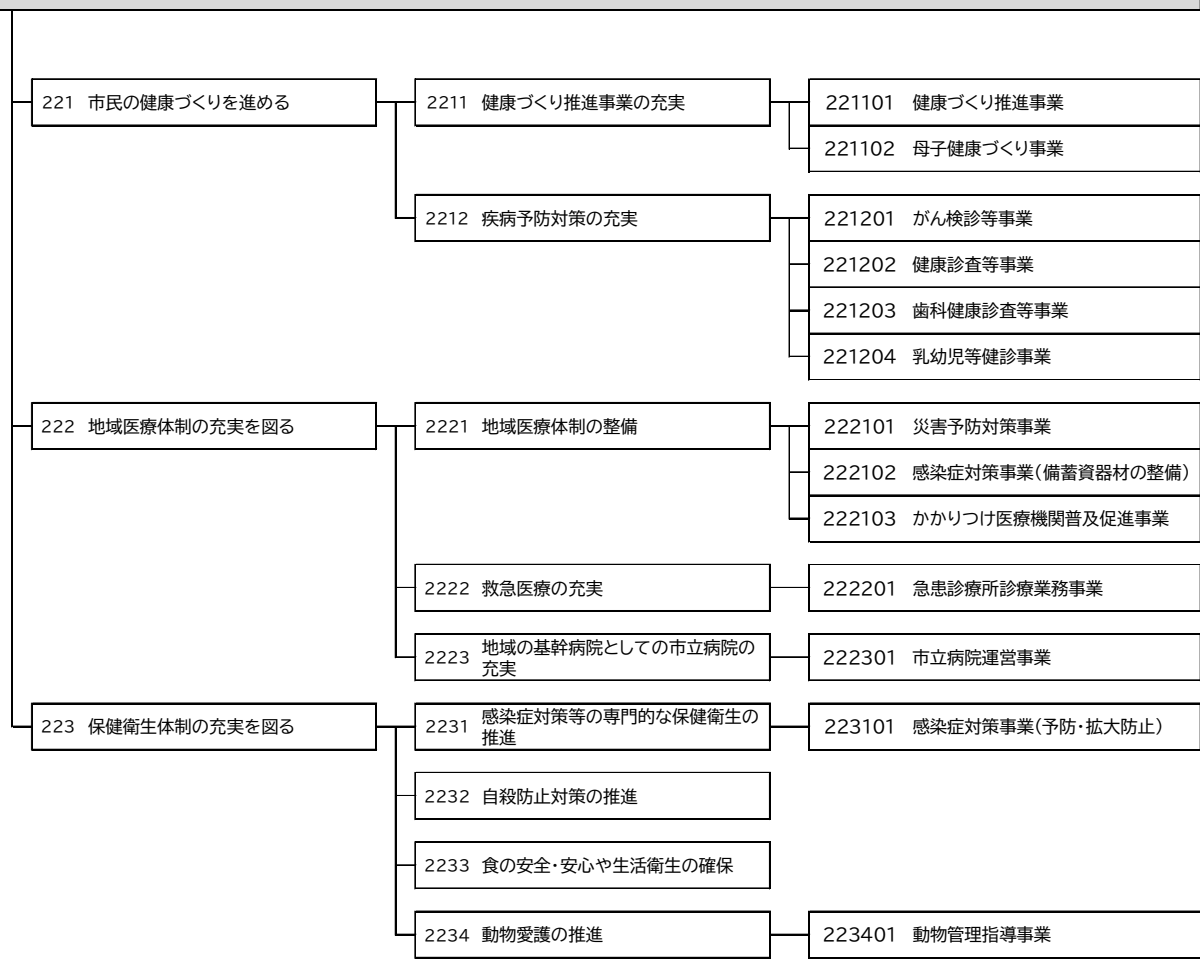 221 市民の健康づくりを進める
2211 健康づくり推進事業の充実
221101 健康づくり推進事業
221102 母子健康づくり事業
2212 疾病予防対策の充実
221201 がん検診等事業
221202 健康診査等事業
221203 歯科健康診査等事業
221204 乳幼児等健診事業
222 地域医療体制の充実を図る
2221 地域医療体制の整備
222101 災害予防対策事業
222102 感染症対策事業(備蓄資器材の整備)
222103 かかりつけ医療機関普及促進事業
2222 救急医療の充実
222201 急患診療所診療業務事業
2223 地域の基幹病院としての市立病院の
充実
222301 市立病院運営事業
223 保健衛生体制の充実を図る
2231 感染症対策等の専門的な保健衛生の
推進
223101 感染症対策事業(予防・拡大防止)
2232 自殺防止対策の推進
2233 食の安全・安心や生活衛生の確保
2234 動物愛護の推進
223401 動物管理指導事業